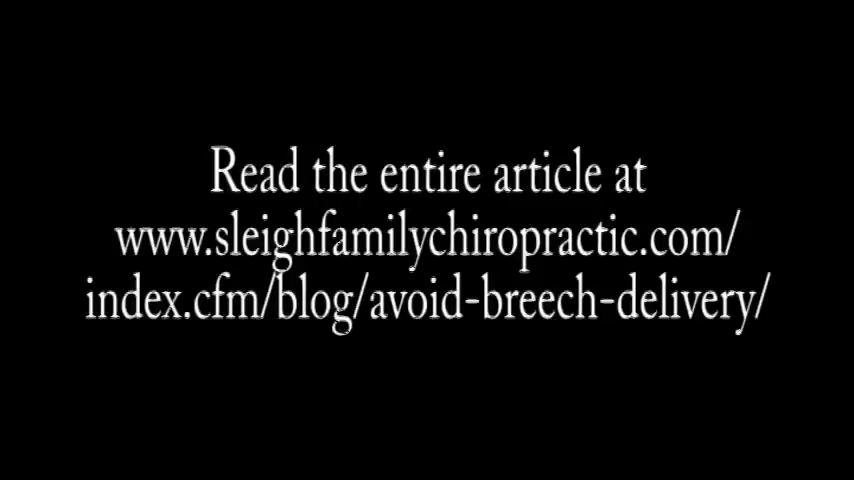 Read the entire article at
www.sleighfamilychiropractic.com/
index.cfm/blog/avoid-breech-delivery/